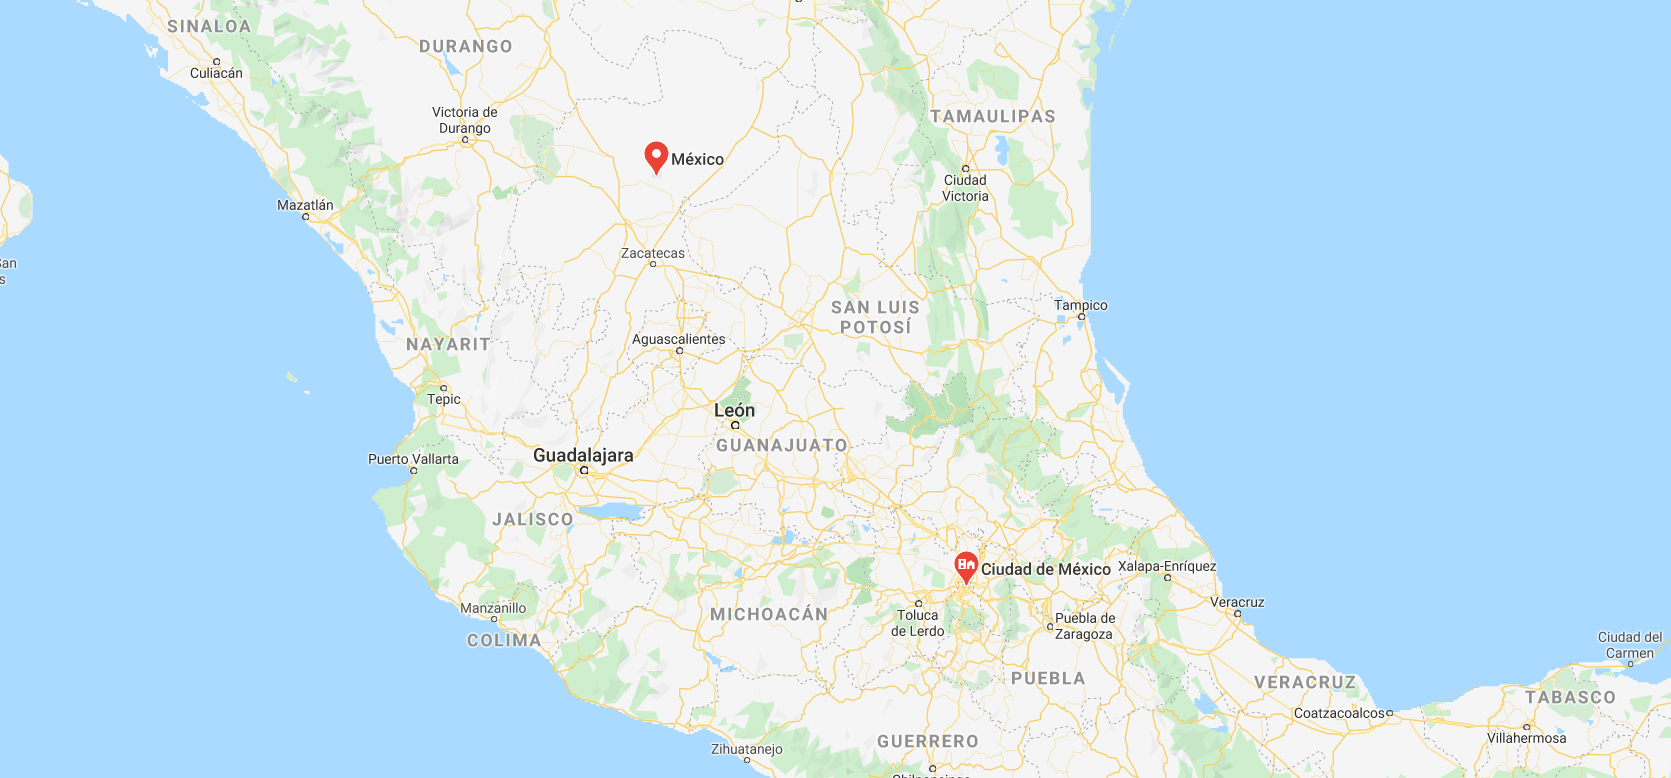 SINALOA
DURANGO
Culiacán
Victoria de
Durango
TAMAULIPAS
México
Ciudad
Victoria
Mazatlán
Zacatecas
San
s
SAN LUIS
POTOSÍ
Tampico
NAYARIT
Aguascalientes
Tepic
León
GUANAJUATO
Guadalajara
Puerto Vallarta
JALISCO
Ciudad de México
Xalapa-Enríquez
Manzanillo
COLIMA
MICHOACÁN
Toluca
de Lerdo
Puebla de
Zaragoza
Veracruz
Ciudad del
Carmen
PUEBLA
VERACRUZ
TABASCO
Coatzacoalcos
Villahermosa
GUERRERO
Zihuatanejo